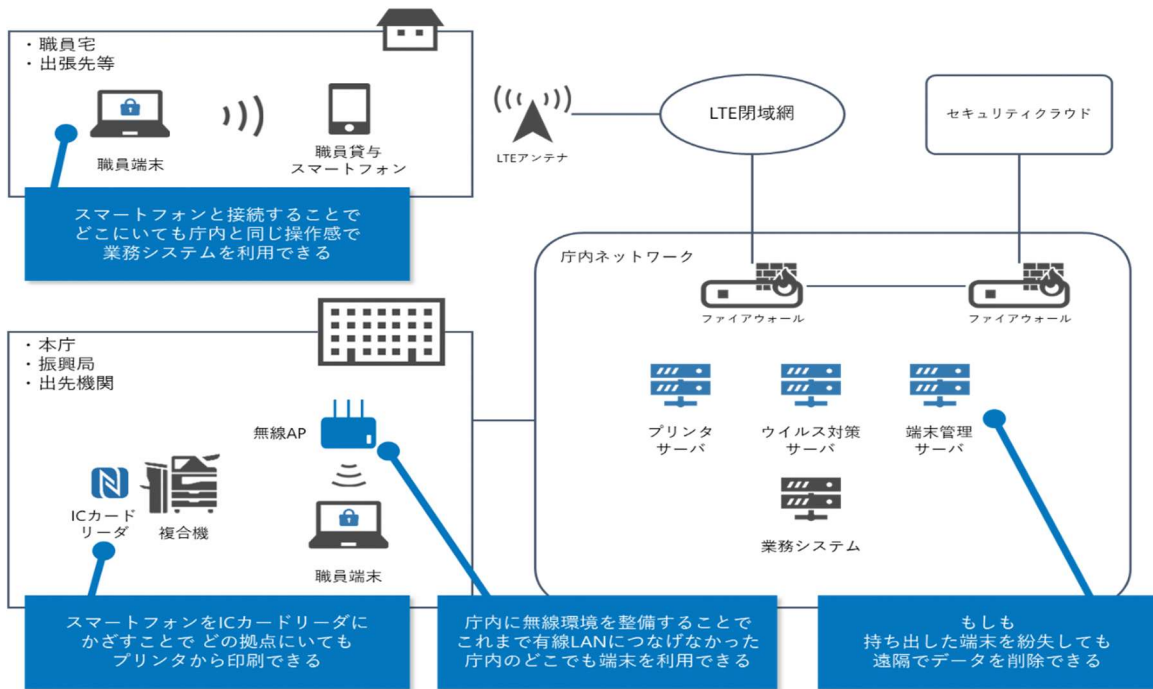 ・職員宅
・出張先等
職員端末
職員貸与
スマートフォン
スマートフォンと接続することで
どこにいても庁内と同じ操作感で
業務システムを利用できる
LTEアンテナ
LTE閉域網
セキュリティクラウド
庁内ネットワーク
ファイアウォール
ファイアウォール
プリンタ
サーバ
ウイルス対策
サーバ
端末管理
サーバ
業務システム
・本庁
・振興局
・出先機関
無線AP
ICカード
リーダ
複合機
職員端末
スマートフォンをICカードリーダに
かざすことで どの拠点にいても
プリンタから印刷できる
庁内に無線環境を整備することで
これまで有線LANにつなげなかった
庁内のどこでも端末を利用できる
もしも
持ち出した端末を紛失しても
遠隔でデータを削除できる